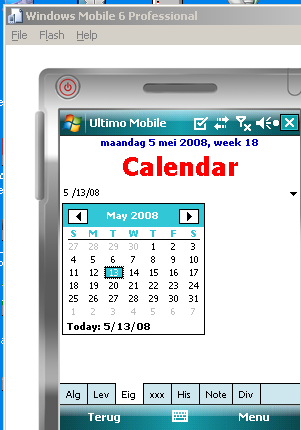 Windows Mobile 6 Professional
File Flash Help
Ultimo Mobile
maandag 5 mei 2008, week 18
Calendar
5 /13/08
May 2008
S M T W T F S
27 28 29 30 1 2 3
4 5 6 7 8 9 10
11 12 13 14 15 16 17
18 19 20 21 22 23 24
25 26 27 28 29 30 31
1 2 3 4 5 6 7
Today: 5/13/08
Alg Lev Eig xxx His Note Div
Terug Menu